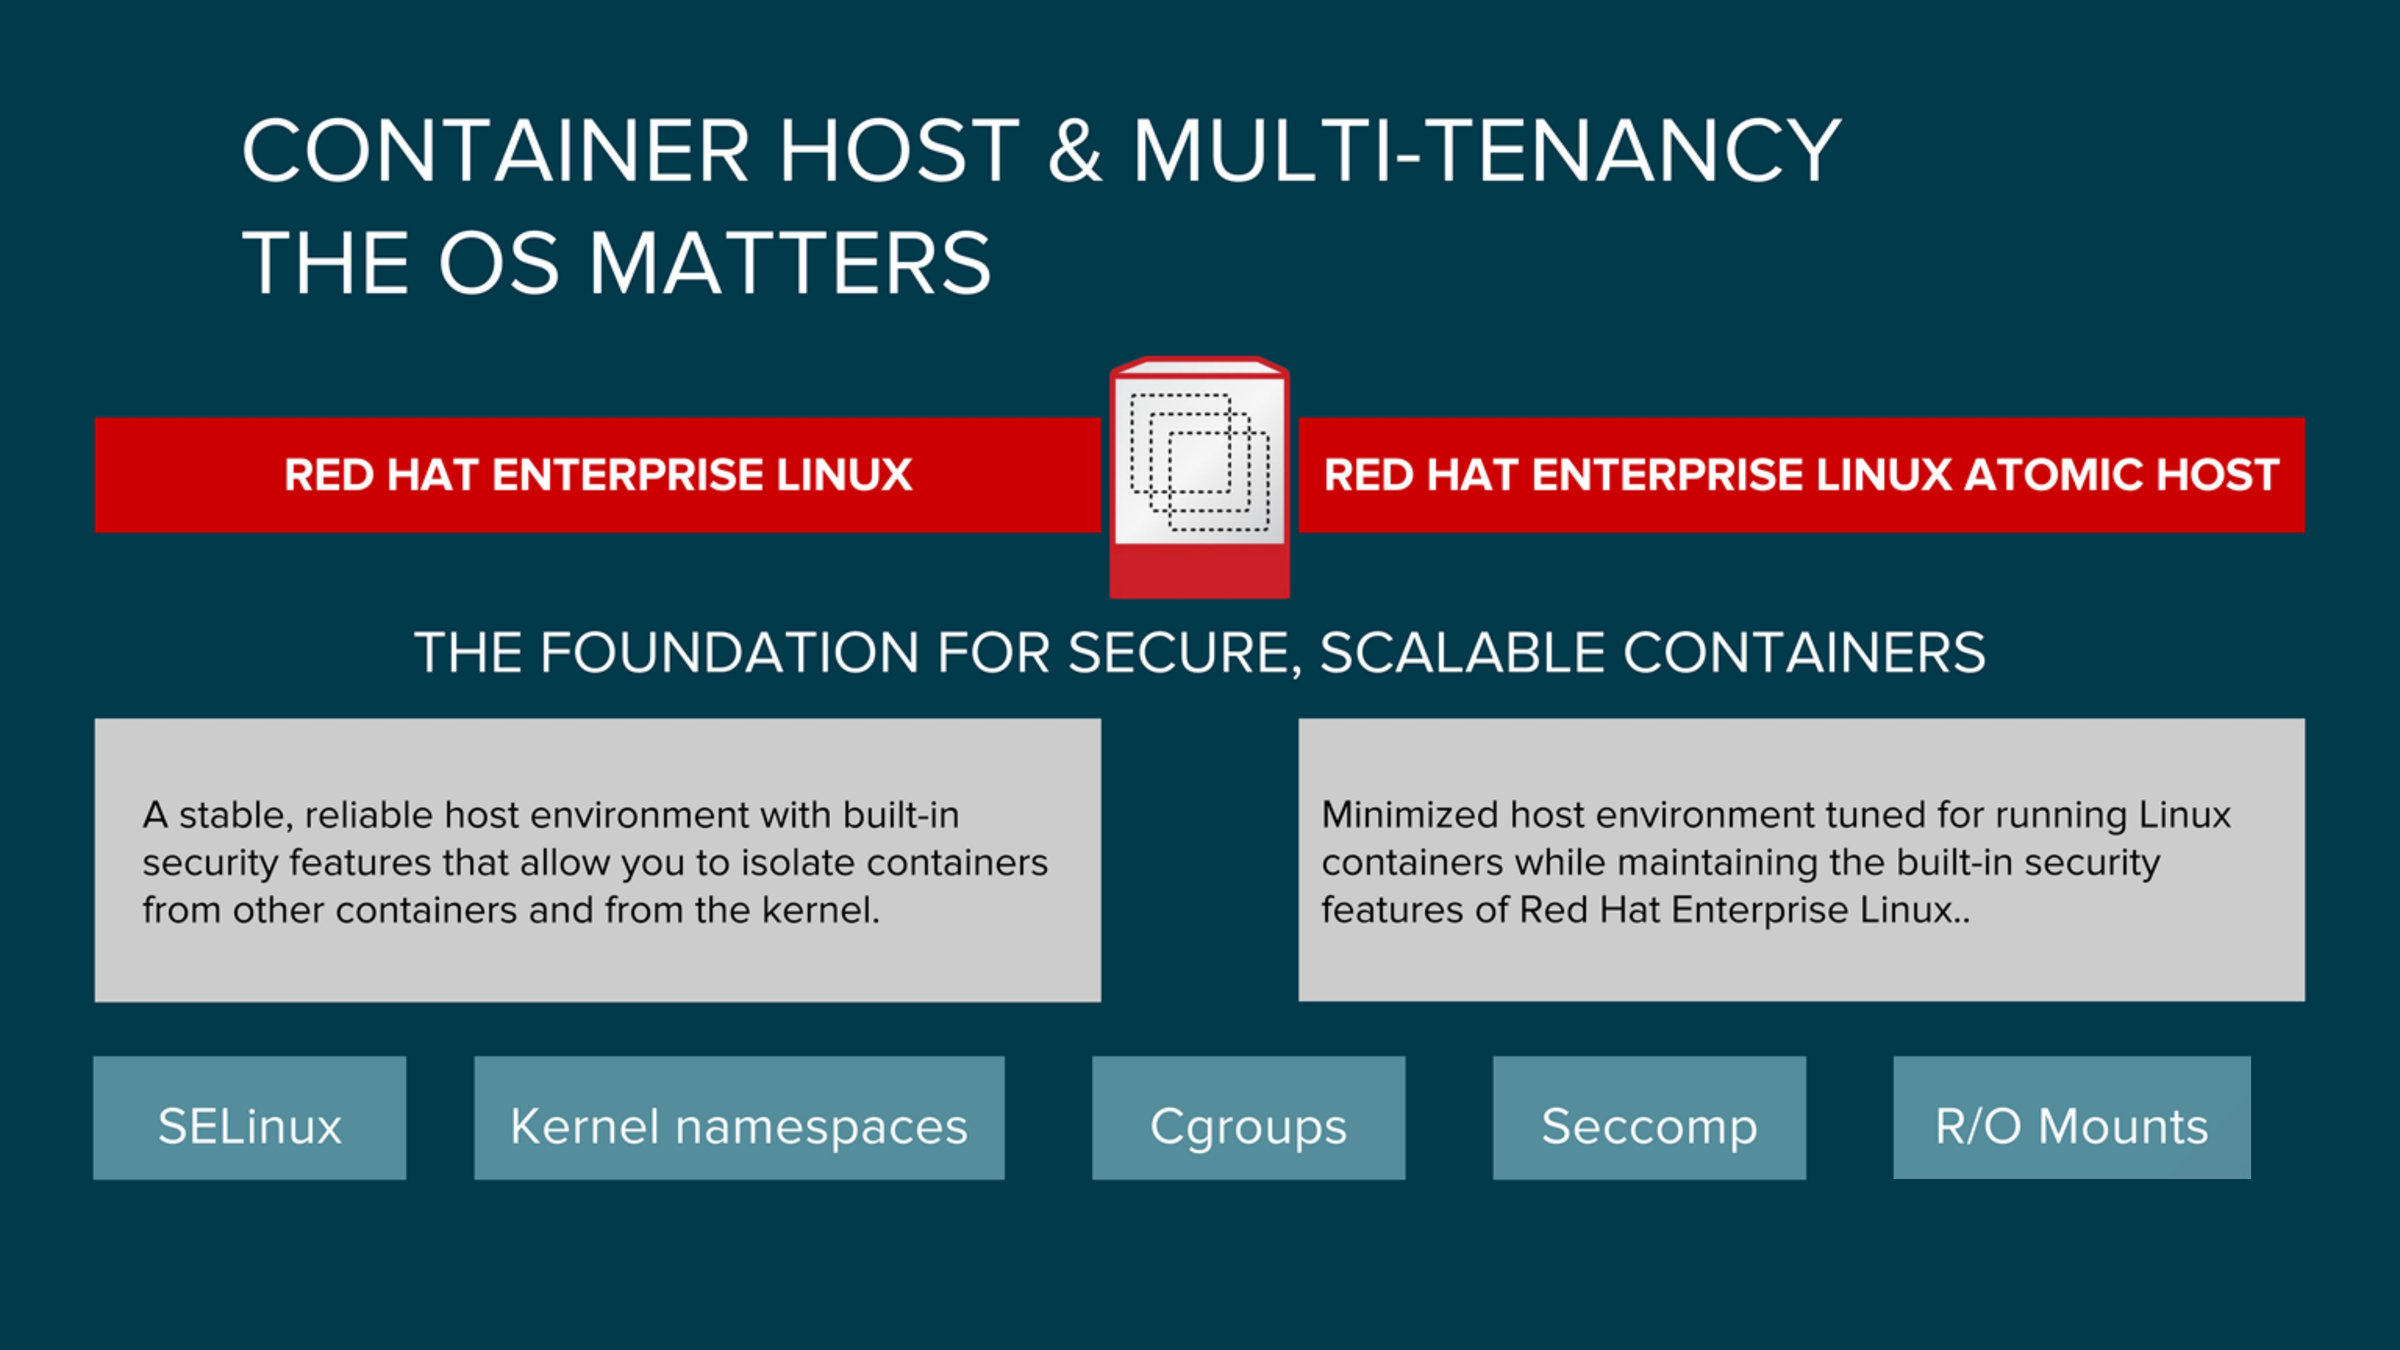 CONTAINER HOST & MULTI-TENANCY
THE OS MATTERS
RED HAT ENTERPRISE LINUX
RED HAT ENTERPRISE LINUX ATOMIC HOST
THE FOUNDATION FOR SECURE, SCALABLE CONTAINERS
A stable, reliable host environment with built-in
security features that allow you to isolate containers
from other containers and from the kernel.
Minimized host environment tuned for running Linux
containers while maintaining the built-in security
features of Red Hat Enterprise Linux..
SELinux
Kernel namespaces
Cgroups
Seccomp
R/O Mounts